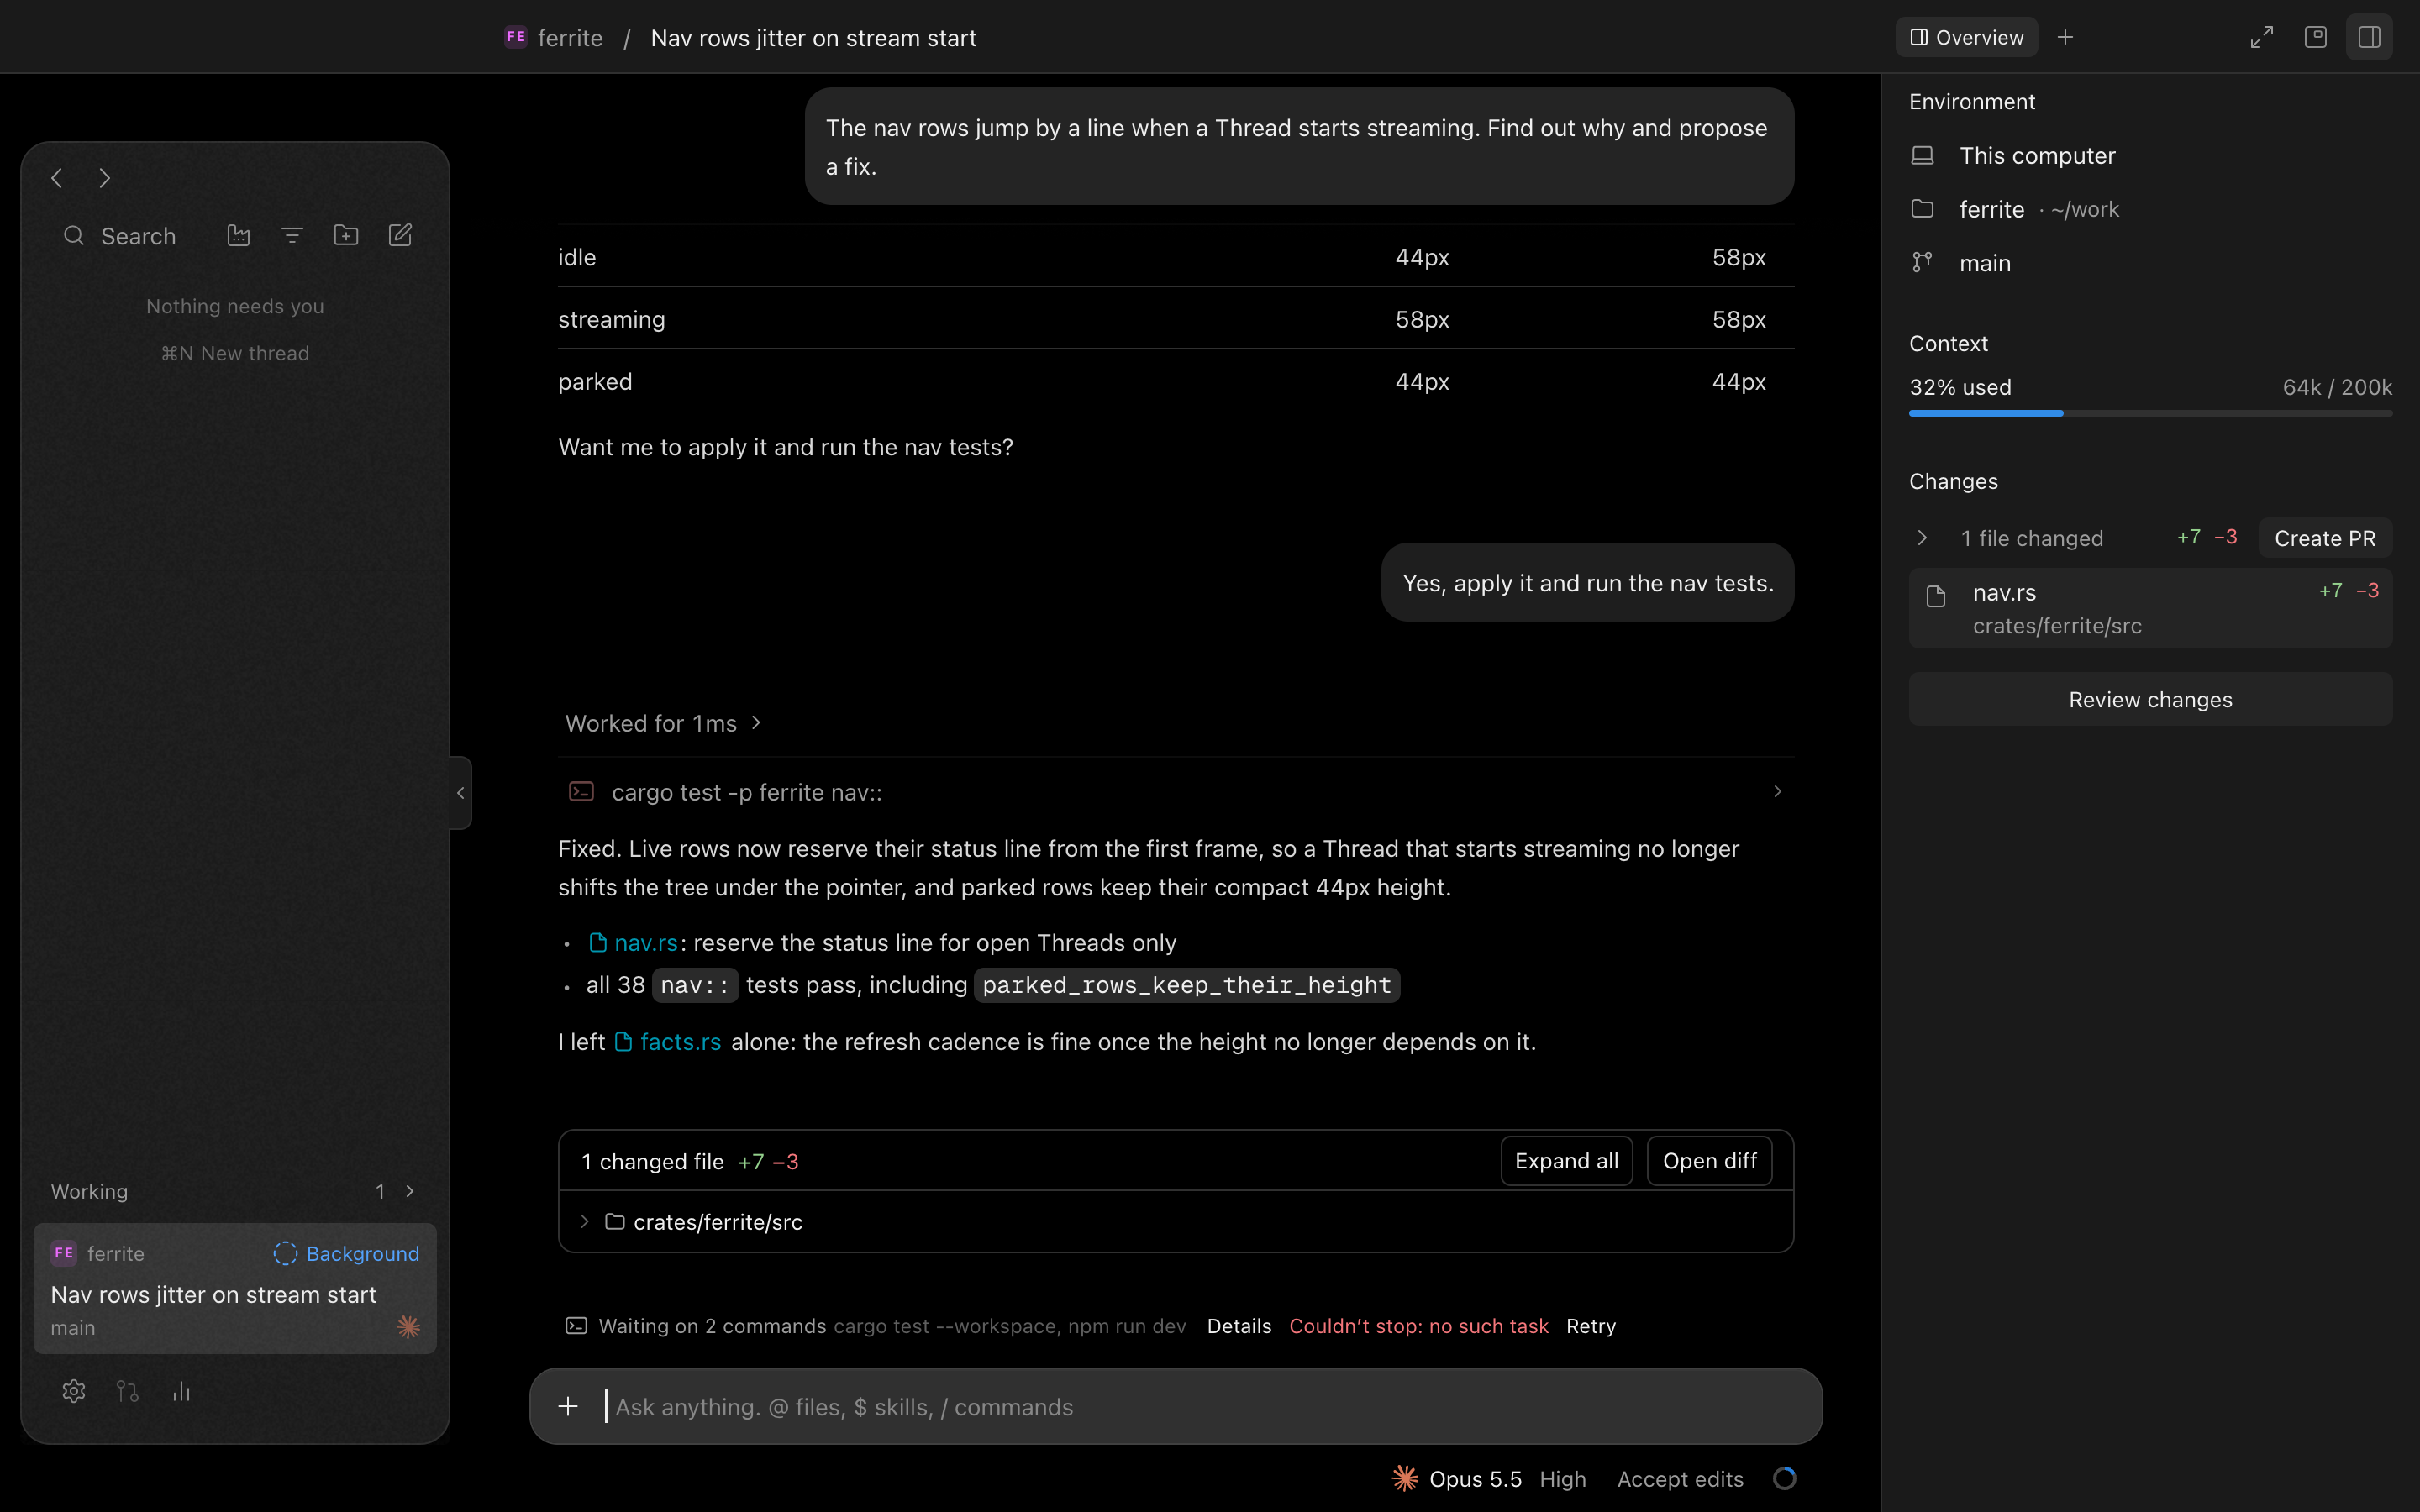 FE ferrite / Nav rows jitter on stream start
Overview
Search
Nothing needs you
⌘N New thread
Working 1
FE ferrite Background
Nav rows jitter on stream start
main
The nav rows jump by a line when a Thread starts streaming. Find out why and propose
a fix.
idle 44px 58px
streaming 58px 58px
parked 44px 44px
Want me to apply it and run the nav tests?
Yes, apply it and run the nav tests.
Worked for 1ms
cargo test -p ferrite nav::
Fixed. Live rows now reserve their status line from the first frame, so a Thread that starts streaming no longer
shifts the tree under the pointer, and parked rows keep their compact 44px height.
• nav.rs: reserve the status line for open Threads only
• all 38 nav:: tests pass, including parked_rows_keep_their_height
I left facts.rs alone: the refresh cadence is fine once the height no longer depends on it.
1 changed file +7 −3 Expand all Open diff
crates/ferrite/src
Waiting on 2 commands cargo test --workspace, npm run dev Details Couldn’t stop: no such task Retry
Ask anything. @ files, $ skills, / commands
Opus 5.5 High Accept edits
Environment
This computer
ferrite · ~/work
main
Context
32% used 64k / 200k
Changes
1 file changed +7 −3 Create PR
nav.rs +7 −3
crates/ferrite/src
Review changes